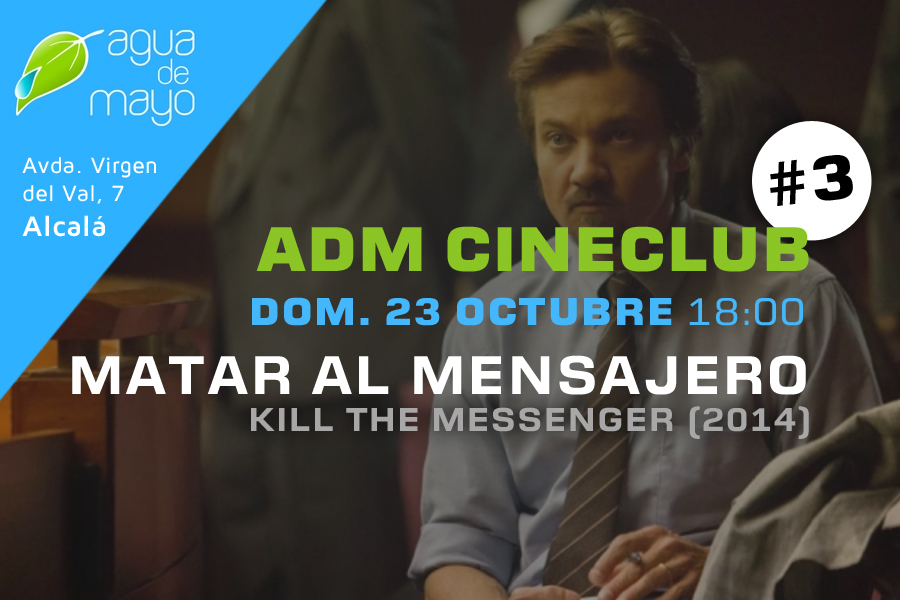 agua
de
mayo
Avda. Virgen
del Val, 7
Alcalá
#3
ADM CINECLUB
DOM. 23 OCTUBRE 18:00
MATAR AL MENSAJERO
KILL THE MESSENGER (2014)